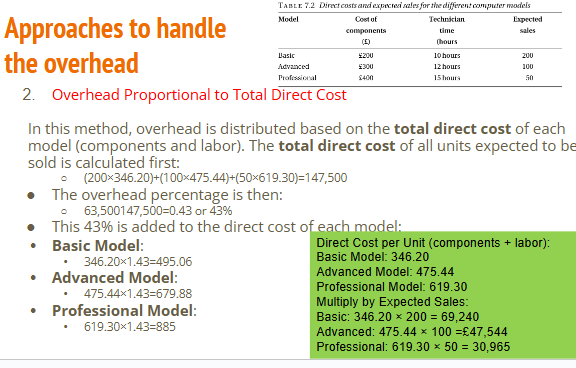 Approaches to handle
the overhead
TABLE 7.2 Direct costs and expected sales for the different computer models
Model Cost of components (£) Technician time (hours Expected sales
Basic £200 10 hours 200
Advanced £300 12 hours 100
Professional £400 15 hours 50
2. Overhead Proportional to Total Direct Cost
In this method, overhead is distributed based on the total direct cost of each
model (components and labor). The total direct cost of all units expected to be
sold is calculated first:
○ (200×346.20)+(100×475.44)+(50×619.30)=147,500
● The overhead percentage is then:
○ 63,500147,500=0.43 or 43%
● This 43% is added to the direct cost of each model:
• Basic Model:
• 346.20×1.43=495.06
• Advanced Model:
• 475.44×1.43=679.88
• Professional Model:
• 619.30×1.43=885
Direct Cost per Unit (components + labor):
Basic Model: 346.20
Advanced Model: 475.44
Professional Model: 619.30
Multiply by Expected Sales:
Basic: 346.20 × 200 = 69,240
Advanced: 475.44 × 100 =£47,544
Professional: 619.30 × 50 = 30,965